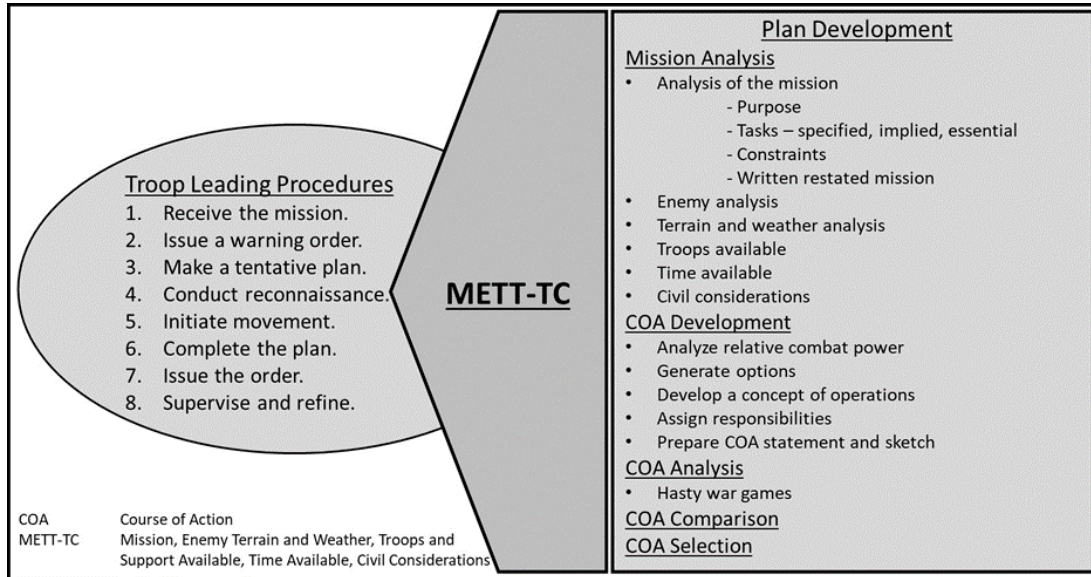 Troop Leading Procedures
1. Receive the mission.
2. Issue a warning order.
3. Make a tentative plan.
4. Conduct reconnaissance.
5. Initiate movement.
6. Complete the plan.
7. Issue the order.
8. Supervise and refine.
COA Course of Action
METT-TC Mission, Enemy Terrain and Weather, Troops and
Support Available, Time Available, Civil Considerations
METT-TC
Plan Development
Mission Analysis
• Analysis of the mission
- Purpose
- Tasks – specified, implied, essential
- Constraints
- Written restated mission
• Enemy analysis
• Terrain and weather analysis
• Troops available
• Time available
• Civil considerations
COA Development
• Analyze relative combat power
• Generate options
• Develop a concept of operations
• Assign responsibilities
• Prepare COA statement and sketch
COA Analysis
• Hasty war games
COA Comparison
COA Selection